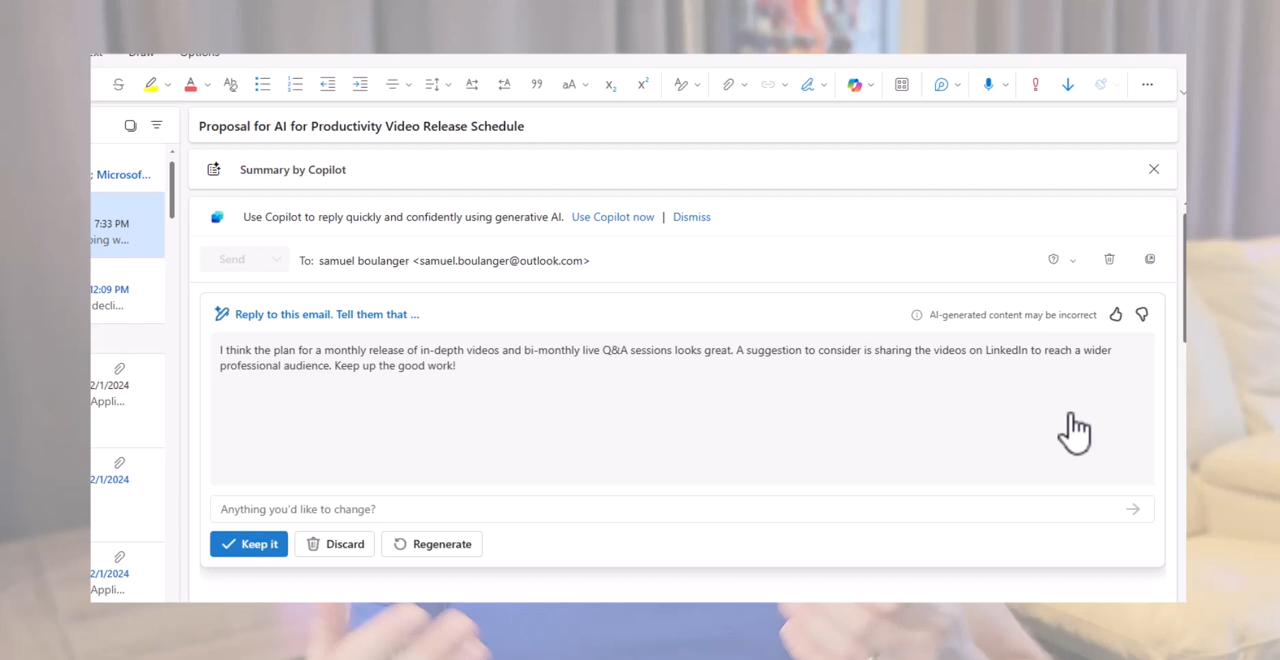 Draw
Options
Proposal for AI for Productivity Video Release Schedule
; Microsof...
Summary by Copilot
7:33 PM
Use Copilot to reply quickly and confidently using generative AI. Use Copilot now | Dismiss
Send
To: samuel boulanger <samuel.boulanger@outlook.com>
12:09 PM
decli...
Reply to this email. Tell them that ...
AI-generated content may be incorrect
I think the plan for a monthly release of in-depth videos and bi-monthly live Q&A sessions looks great. A suggestion to consider is sharing the videos on LinkedIn to reach a wider
professional audience. Keep up the good work!
2/1/2024
Appli...
2/1/2024
Anything you'd like to change?
Keep it
Discard
Regenerate
2/1/2024
Appli...